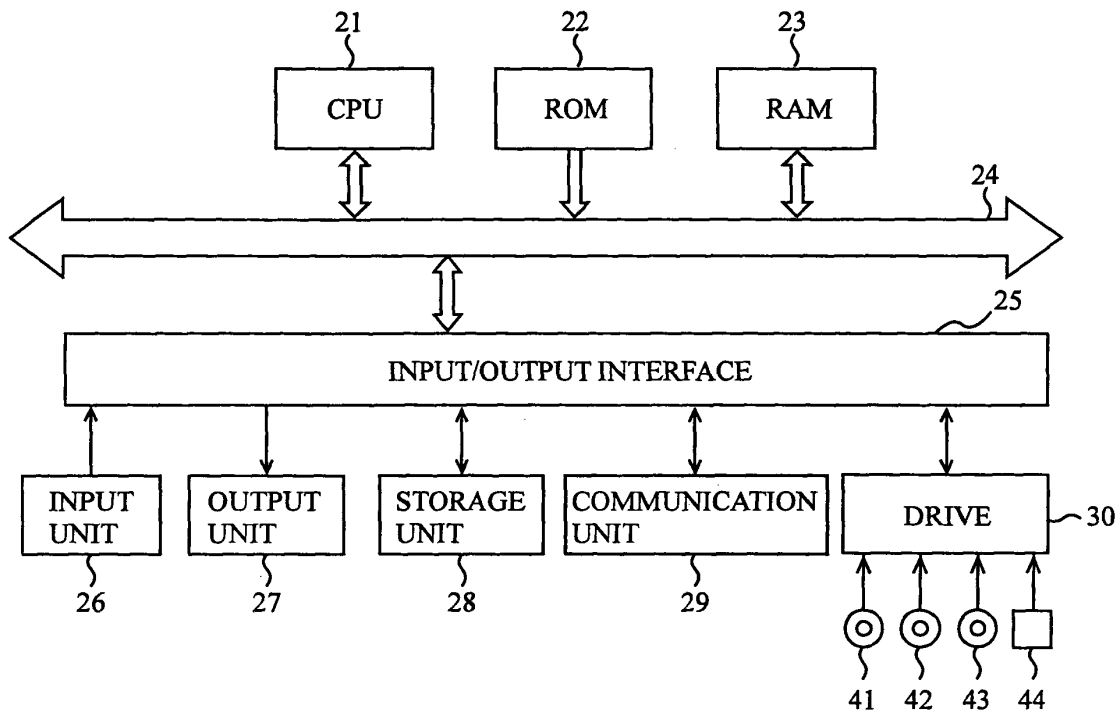 21
22
23
CPU
ROM
RAM
24
25
INPUT/OUTPUT INTERFACE
INPUT
UNIT
OUTPUT
UNIT
STORAGE
UNIT
COMMUNICATION
UNIT
DRIVE
30
26
27
28
29
41
42
43
44